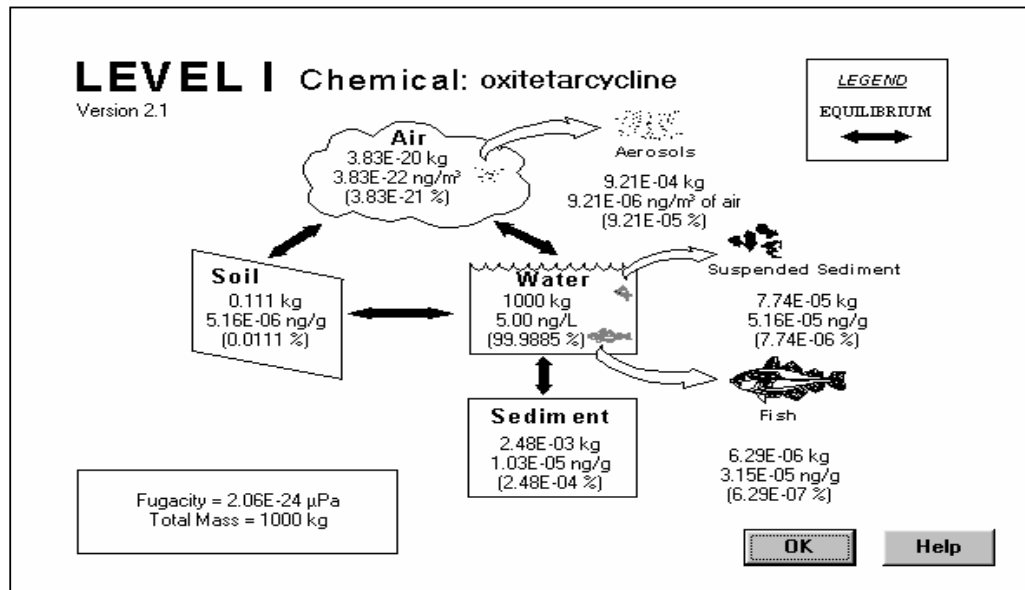 LEVEL I Chemical: oxitetarcycline
Version 2.1
LEGEND
EQUILIBRIUM
Air
3.83E-20 kg
3.83E-22 ng/m³
(3.83E-21 %)
Aerosols
9.21E-04 kg
9.21E-06 ng/m³ of air
(9.21E-05 %)
Soil
0.111 kg
5.16E-06 ng/g
(0.0111 %)
Water
1000 kg
5.00 ng/L
(99.9885 %)
Suspended Sediment
7.74E-05 kg
5.16E-05 ng/g
(7.74E-06 %)
Sediment
2.48E-03 kg
1.03E-05 ng/g
(2.48E-04 %)
Fish
6.29E-06 kg
3.15E-05 ng/g
(6.29E-07 %)
Fugacity = 2.06E-24 µPa
Total Mass = 1000 kg
OK
Help